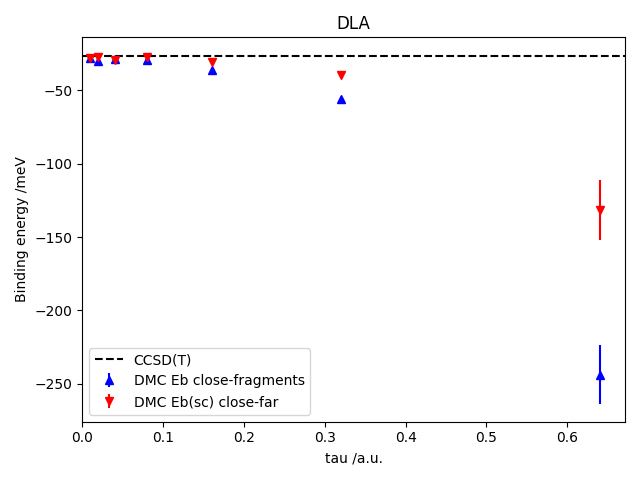 DLA
Binding energy /meV
−50
−100
−150
−200
−250
CCSD(T)
DMC Eb close-fragments
DMC Eb(sc) close-far
0.0 0.1 0.2 0.3 0.4 0.5 0.6
tau /a.u.